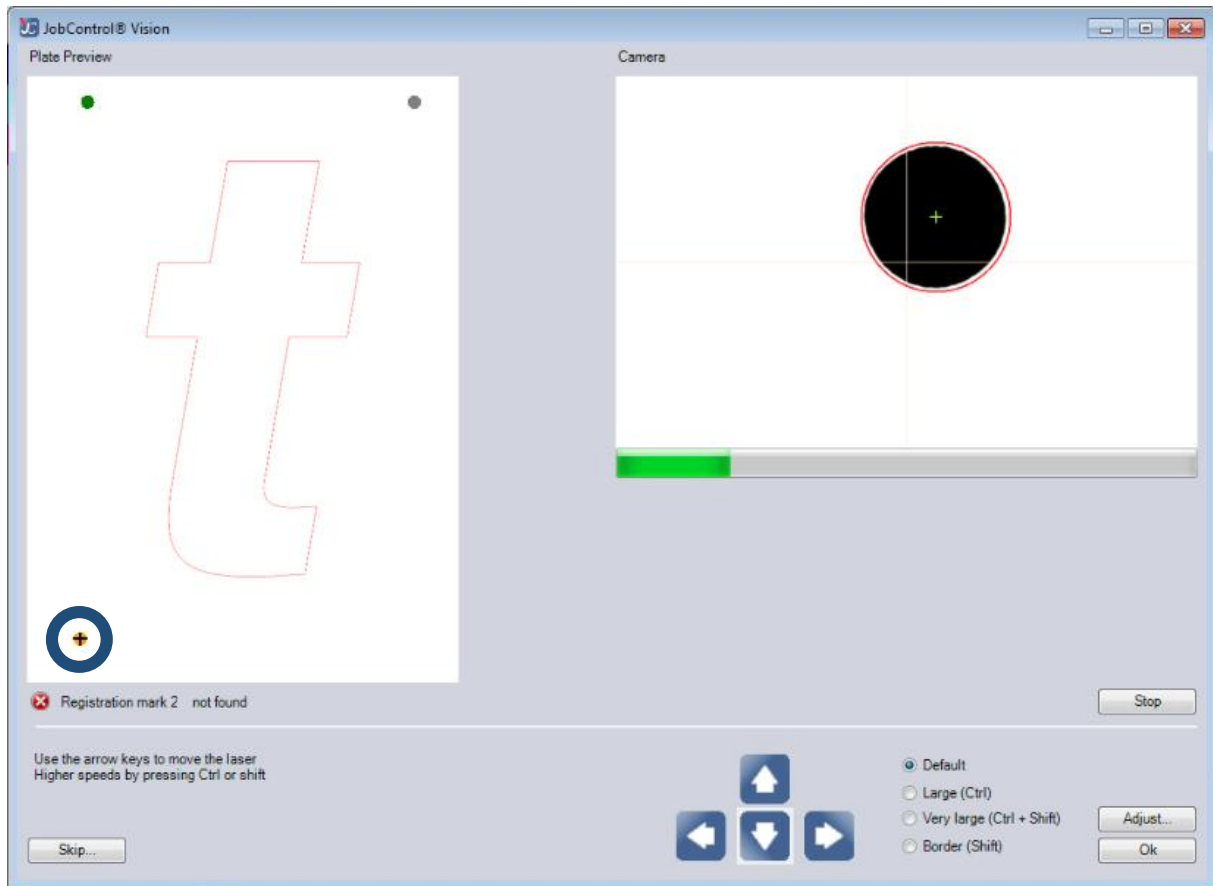 JobControl® Vision
Plate Preview
Camera
Registration mark 2 not found
Stop
Use the arrow keys to move the laser
Higher speeds by pressing Ctrl or shift
Default
Large (Ctrl)
Very large (Ctrl + Shift)
Border (Shift)
Adjust...
Skip...
Ok